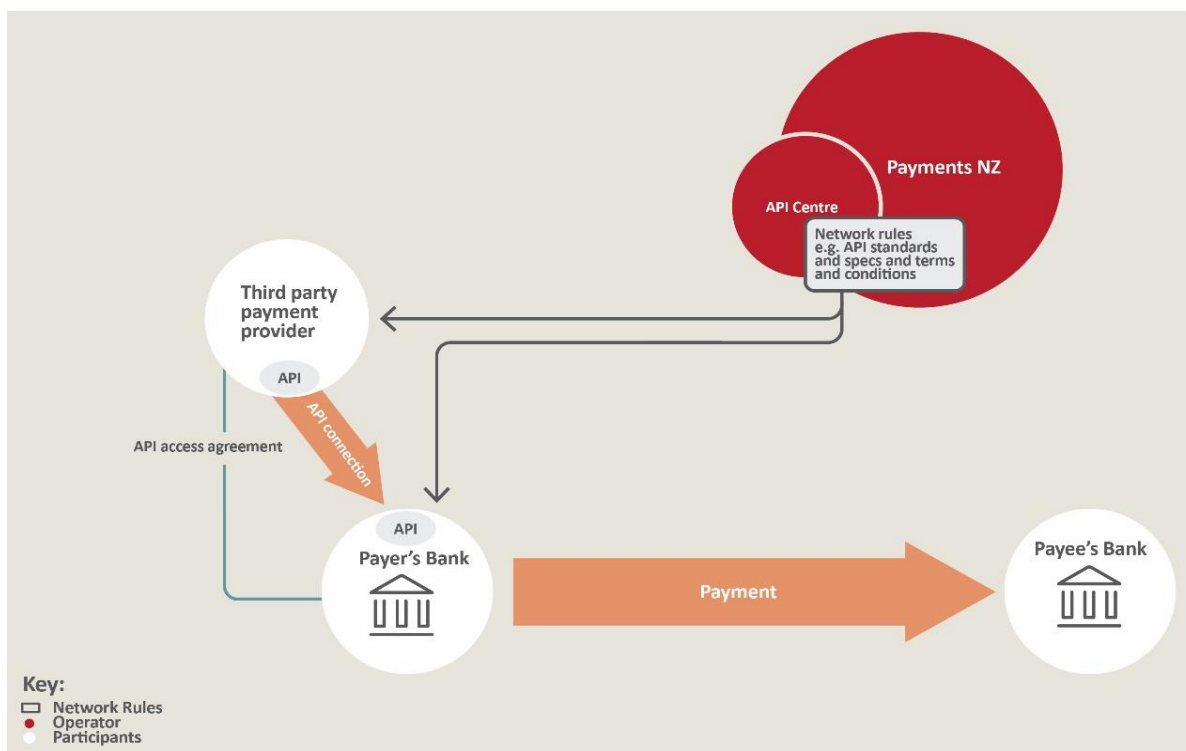 Payments NZ
API Centre
Network rules
e.g. API standards
and specs and terms
and conditions
Third party
payment
provider
API
API connection
API access agreement
API
Payer's Bank
Payment
Payee's Bank
Key:
Network Rules
Operator
Participants